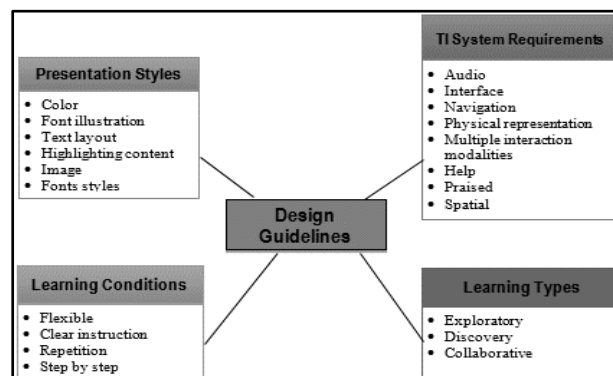 Presentation Styles
• Color
• Font illustration
• Text layout
• Highlighting content
• Image
• Fonts styles
TI System Requirements
• Audio
• Interface
• Navigation
• Physical representation
• Multiple interaction
modalities
• Help
• Praised
• Spatial
Design
Guidelines
Learning Conditions
• Flexible
• Clear instruction
• Repetition
• Step by step
Learning Types
• Exploratory
• Discovery
• Collaborative